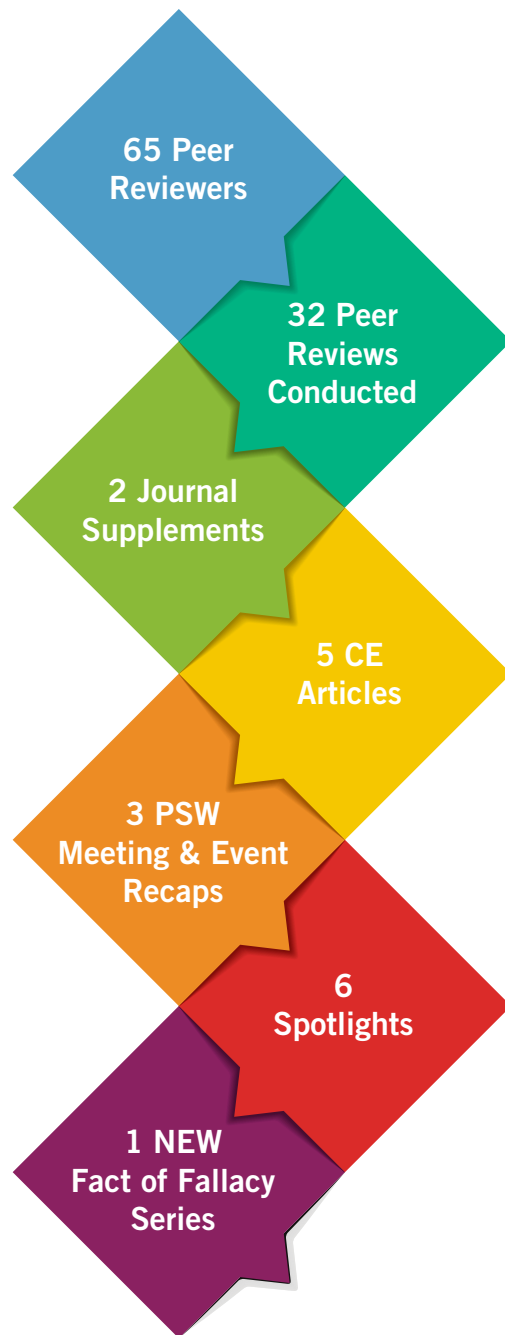 65 Peer
Reviewers
32 Peer
Reviews
Conducted
2 Journal
Supplements
5 CE
Articles
3 PSW
Meeting & Event
Recaps
6
Spotlights
1 NEW
Fact of Fallacy
Series